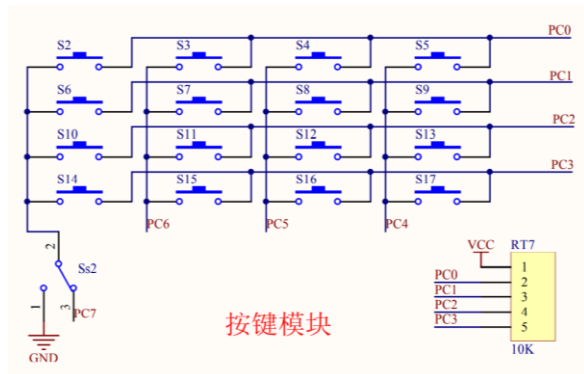 PC0
S2 S3 S4 S5
PC1
S6 S7 S8 S9
PC2
S10 S11 S12 S13
PC3
S14 S15 S16 S17
PC6 PC5 PC4
2
Ss2
1 3 PC7
GND
按键模块
VCC RT7
1
PC0 2
PC1 3
PC2 4
PC3 5
10K